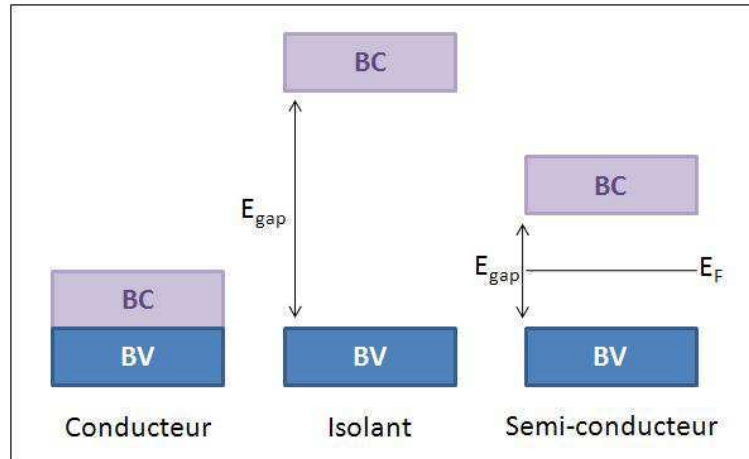 BC
BC
E_gap
E_gap
E_F
BC
BV
BV
BV
Conducteur
Isolant
Semi-conducteur